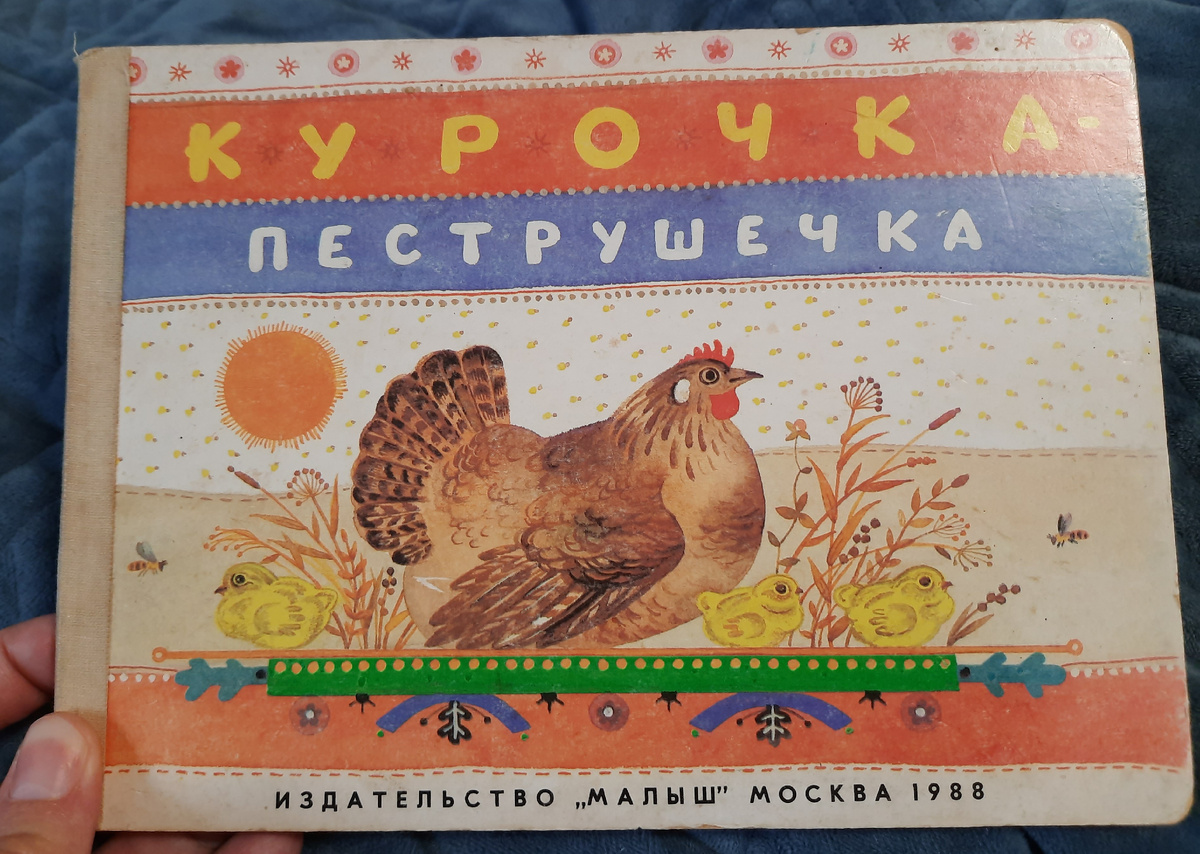 КУРОЧКА-
ПЕСТРУШЕЧКА
ИЗДАТЕЛЬСТВО „МАЛЫШ” МОСКВА 1988